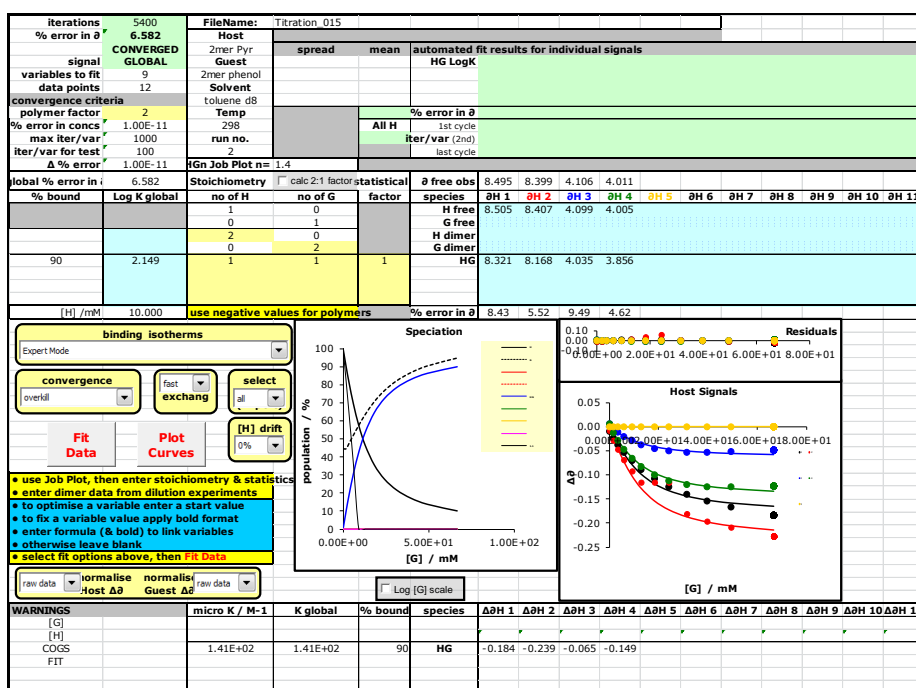 iterations 5400 FileName: Titration_015
% error in ∂ 6.582 Host
CONVERGED 2mer Pyr spread mean automated fit results for individual signals
signal GLOBAL Guest HG LogK
variables to fit 9 2mer phenol
data points 12 Solvent
convergence criteria toluene d8
polymer factor 2 Temp % error in ∂
% error in concs 1.00E-11 298 All H 1st cycle
max iter/var 1000 run no. iter/var (2nd)
iter/var for test 100 2 last cycle
Δ % error 1.00E-11 HGn Job Plot n= 1.4
global % error in 6.582 Stoichiometry calc 2:1 factor statistical ∂ free obs 8.495 8.399 4.106 4.011
% bound Log K global no of H no of G factor species ∂H 1 ∂H 2 ∂H 3 ∂H 4 ∂H 5 ∂H 6 ∂H 7 ∂H 8 ∂H 9 ∂H 10 ∂H 11
1 0 H free 8.505 8.407 4.099 4.005
0 1 G free
2 0 H dimer
0 2 G dimer
90 2.149 1 1 1 HG 8.321 8.168 4.035 3.856
[H] /mM 10.000 use negative values for polymers % error in ∂ 8.43 5.52 9.49 4.62
binding isotherms
Expert Mode
convergence
overkill
fast
exchang
select
all
[H] drift
0%
Fit
Data
Plot
Curves
• use Job Plot, then enter stoichiometry & statistics
• enter dimer data from dilution experiments
• to optimise a variable enter a start value
• to fix a variable value apply bold format
• enter formula (& bold) to link variables
• otherwise leave blank
• select fit options above, then Fit Data
raw data normalise Host Δ∂ normalise Guest Δ∂ raw data
Speciation
population / %
100
90
80
70
60
50
40
30
20
10
0
0.00E+00 5.00E+01 1.00E+02
[G] / mM
Log [G] scale
Residuals
0.10
0.00
-0.10
0.00E+00 2.00E+01 4.00E+01 6.00E+01 8.00E+01
Host Signals
Δ∂
0.05
0.00
-0.05
-0.10
-0.15
-0.20
-0.25
[G] / mM
WARNINGS micro K / M-1 K global % bound species Δ∂H 1 Δ∂H 2 Δ∂H 3 Δ∂H 4 Δ∂H 5 Δ∂H 6 Δ∂H 7 Δ∂H 8 Δ∂H 9 Δ∂H 10 Δ∂H 1
[G]
[H]
COGS 1.41E+02 1.41E+02 90 HG -0.184 -0.239 -0.065 -0.149
FIT